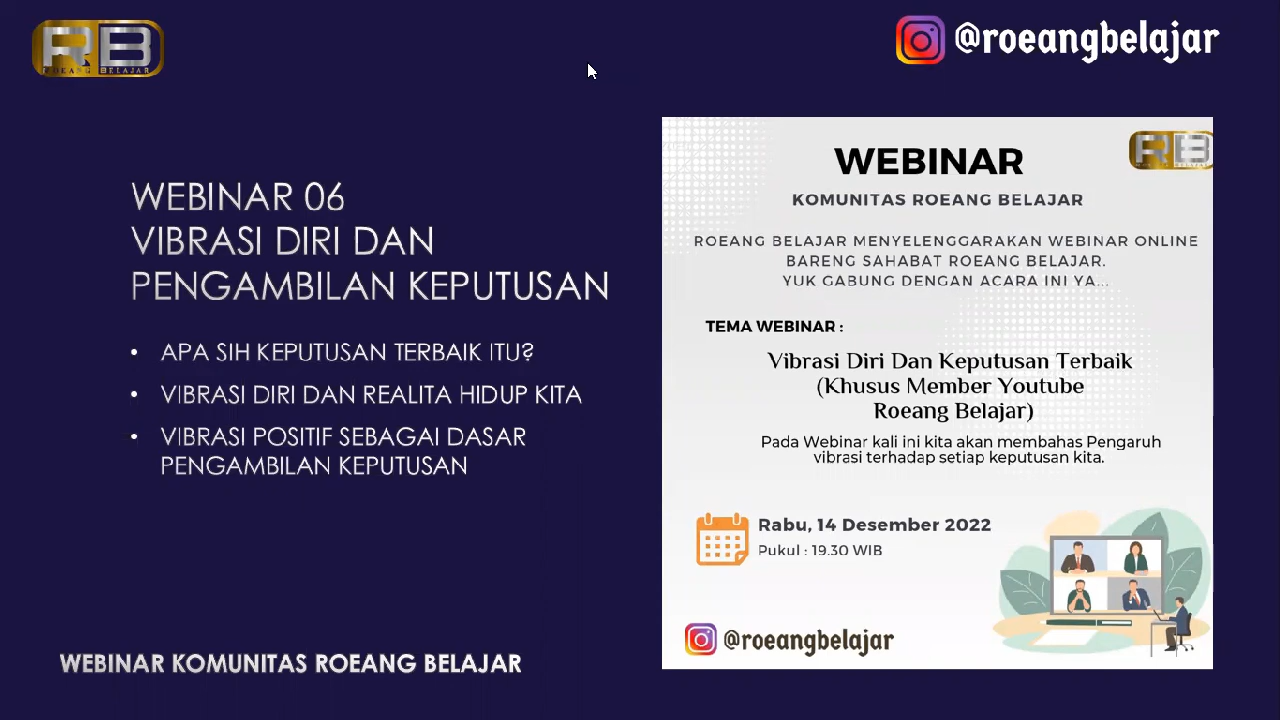 RB
ROEANG BELAJAR
@roeangbelajar
WEBINAR 06
VIBRASI DIRI DAN
PENGAMBILAN KEPUTUSAN
• APA SIH KEPUTUSAN TERBAIK ITU?
• VIBRASI DIRI DAN REALITA HIDUP KITA
• VIBRASI POSITIF SEBAGAI DASAR
PENGAMBILAN KEPUTUSAN
WEBINAR KOMUNITAS ROEANG BELAJAR
RB
WEBINAR
KOMUNITAS ROEANG BELAJAR
ROEANG BELAJAR MENYELENGGARAKAN WEBINAR ONLINE
BARENG SAHABAT ROEANG BELAJAR.
YUK GABUNG DENGAN ACARA INI YA...
TEMA WEBINAR :
Vibrasi Diri Dan Keputusan Terbaik
(Khusus Member Youtube
Roeang Belajar)
Pada Webinar kali ini kita akan membahas Pengaruh
vibrasi terhadap setiap keputusan kita.
Rabu, 14 Desember 2022
Pukul : 19.30 WIB
@roeangbelajar